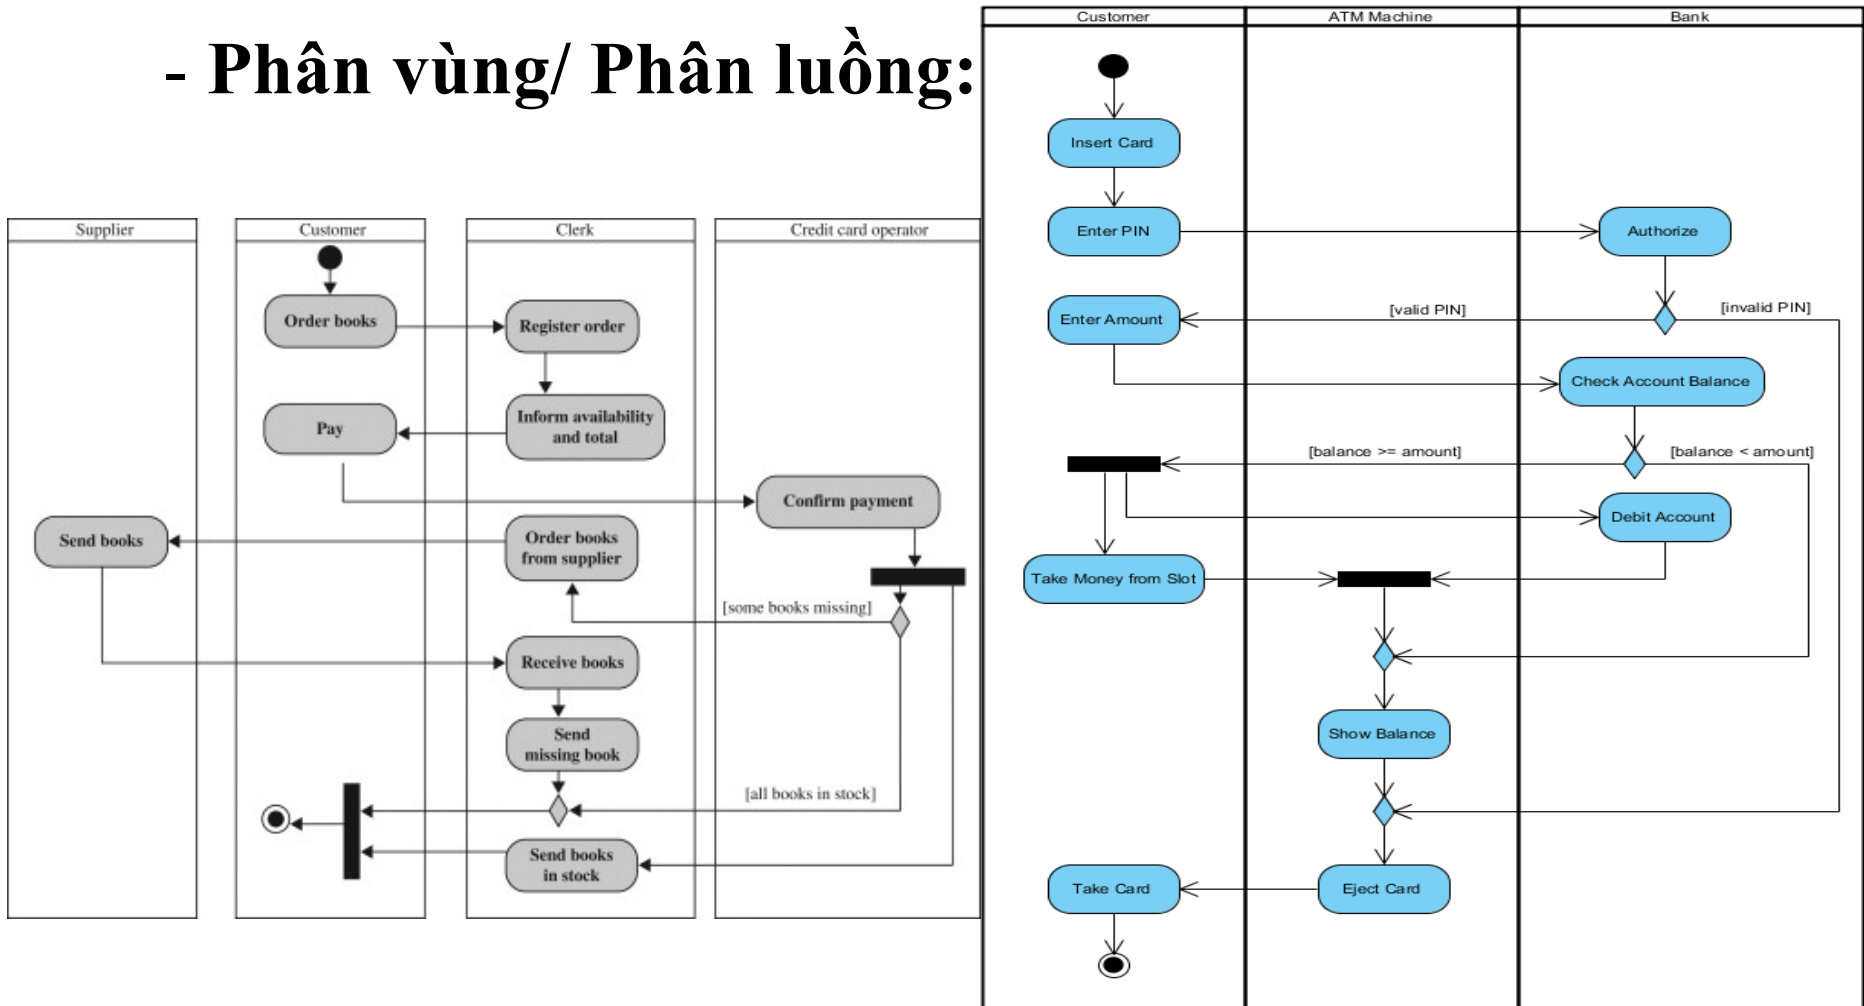 - Phân vùng/ Phân luồng:
Supplier
Customer
Clerk
Credit card operator
Order books
Register order
Inform availability
and total
Pay
Confirm payment
Send books
Order books
from supplier
[some books missing]
Receive books
Send
missing book
[all books in stock]
Send books
in stock
Customer
ATM Machine
Bank
Insert Card
Enter PIN
Authorize
[valid PIN]
[invalid PIN]
Enter Amount
Check Account Balance
[balance >= amount]
[balance < amount]
Debit Account
Take Money from Slot
Show Balance
Take Card
Eject Card